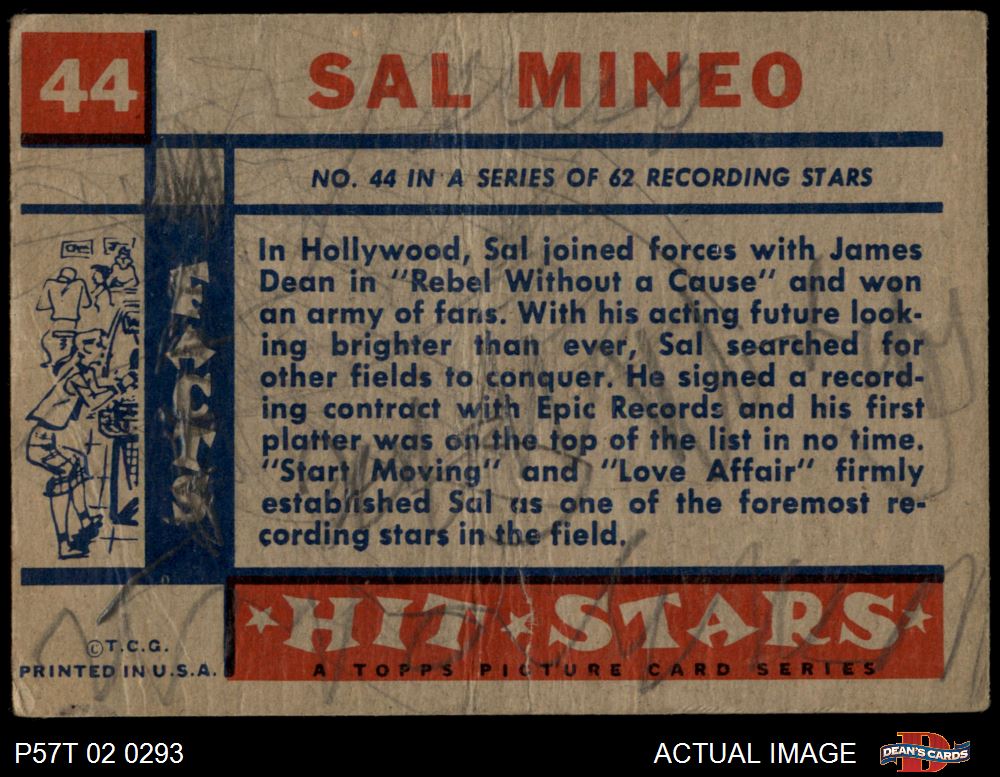 44
SAL MINEO
NO. 44 IN A SERIES OF 62 RECORDING STARS
In Hollywood, Sal joined forces with James
Dean in "Rebel Without a Cause" and won
an army of fans. With his acting future look-
ing brighter than ever, Sal searched for
other fields to conquer. He signed a record-
ing contract with Epic Records and his first
platter was on the top of the list in no time.
"Start Moving" and "Love Affair" firmly
established Sal as one of the foremost re-
cording stars in the field.
©T.C.G.
PRINTED IN U.S.A.
HIT★STARS★
A TOPPS PICTURE CARD SERIES
P57T 02 0293
ACTUAL IMAGE
DEAN'S CARDS